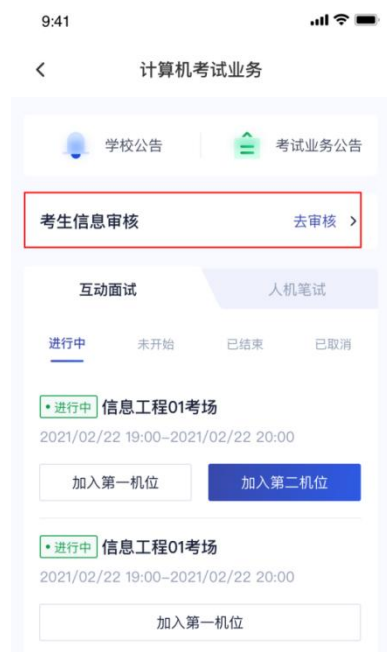 9:41
计算机考试业务
学校公告 考试业务公告
考生信息审核 去审核
互动面试 人机笔试
进行中 未开始 已结束 已取消
进行中 信息工程01考场
2021/02/22 19:00-2021/02/22 20:00
加入第一机位 加入第二机位
进行中 信息工程01考场
2021/02/22 19:00-2021/02/22 20:00
加入第一机位